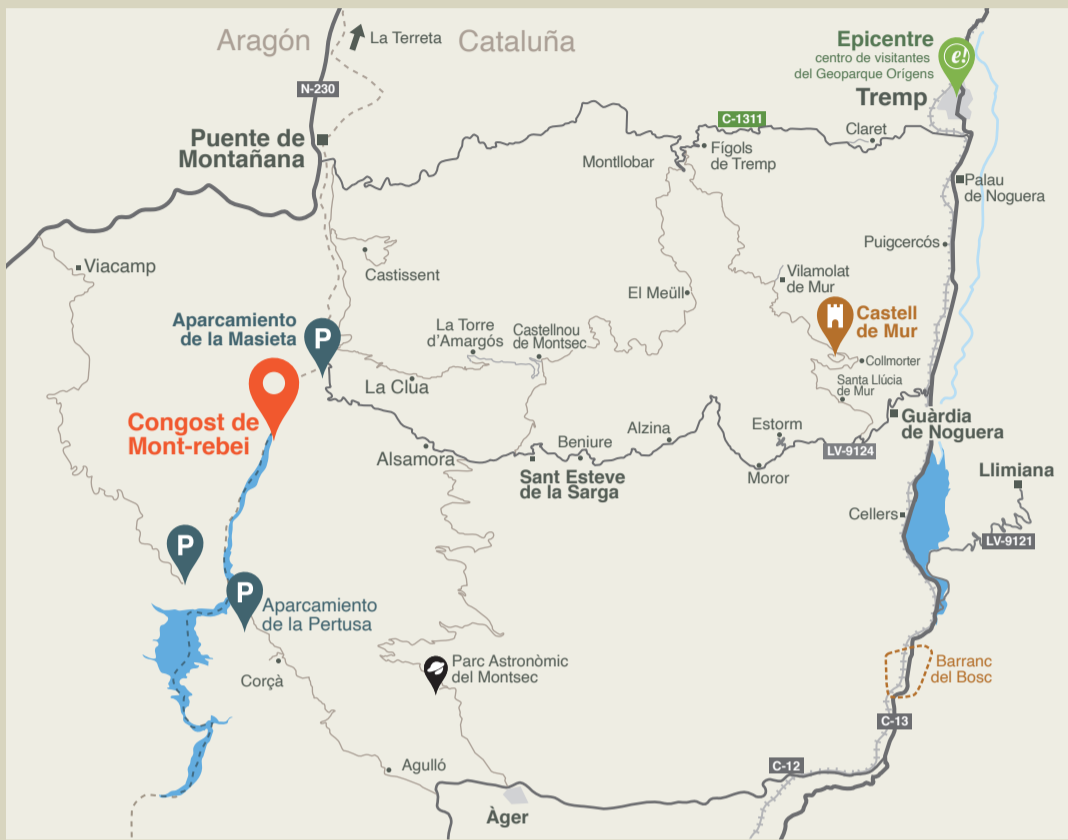 Aragón
La Terreta
Cataluña
Epicentre
centro de visitantes
del Geoparque Orígens
e!
Tremp
N-230
C-1311
Puente de
Montañana
Montllobar
Fígols
de Tremp
Claret
Palau
de Noguera
Puigcercós
Viacamp
Castissent
El Meüll
Vilamolat
de Mur
Castell
de Mur
Aparcamiento
de la Masieta
P
La Torre
d'Amargós
Castellnou
de Montsec
Collmorter
Santa Llúcia
de Mur
La Clua
Congost de
Mont-rebei
Guàrdia
de Noguera
Alsamora
Beniure
Alzina
Estorm
LV-9124
Moror
Sant Esteve
de la Sarga
Llimiana
Cellers
LV-9121
P
P
Aparcamiento
de la Pertusa
Corçà
Parc Astronòmic
del Montsec
Barranc
del Bosc
C-13
C-12
Agulló
Àger